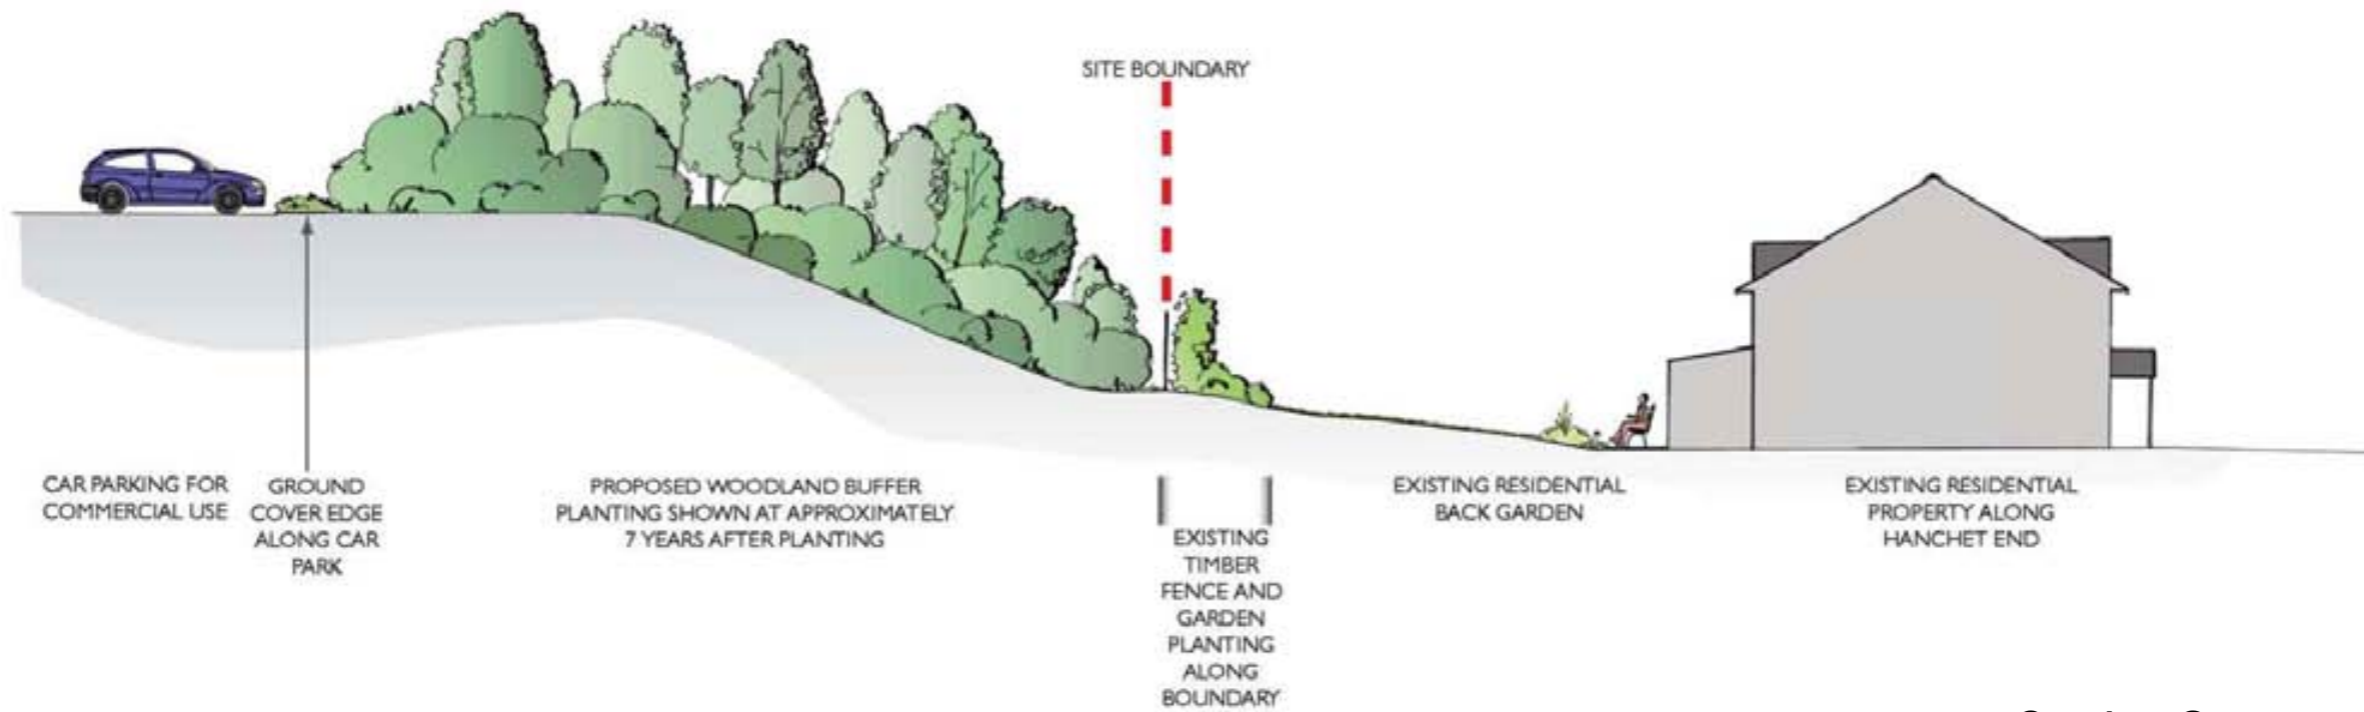 SITE BOUNDARY
CAR PARKING FOR
COMMERCIAL USE
GROUND
COVER EDGE
ALONG CAR
PARK
PROPOSED WOODLAND BUFFER
PLANTING SHOWN AT APPROXIMATELY
7 YEARS AFTER PLANTING
EXISTING
TIMBER
FENCE AND
GARDEN
PLANTING
ALONG
BOUNDARY
EXISTING RESIDENTIAL
BACK GARDEN
EXISTING RESIDENTIAL
PROPERTY ALONG
HANCHET END